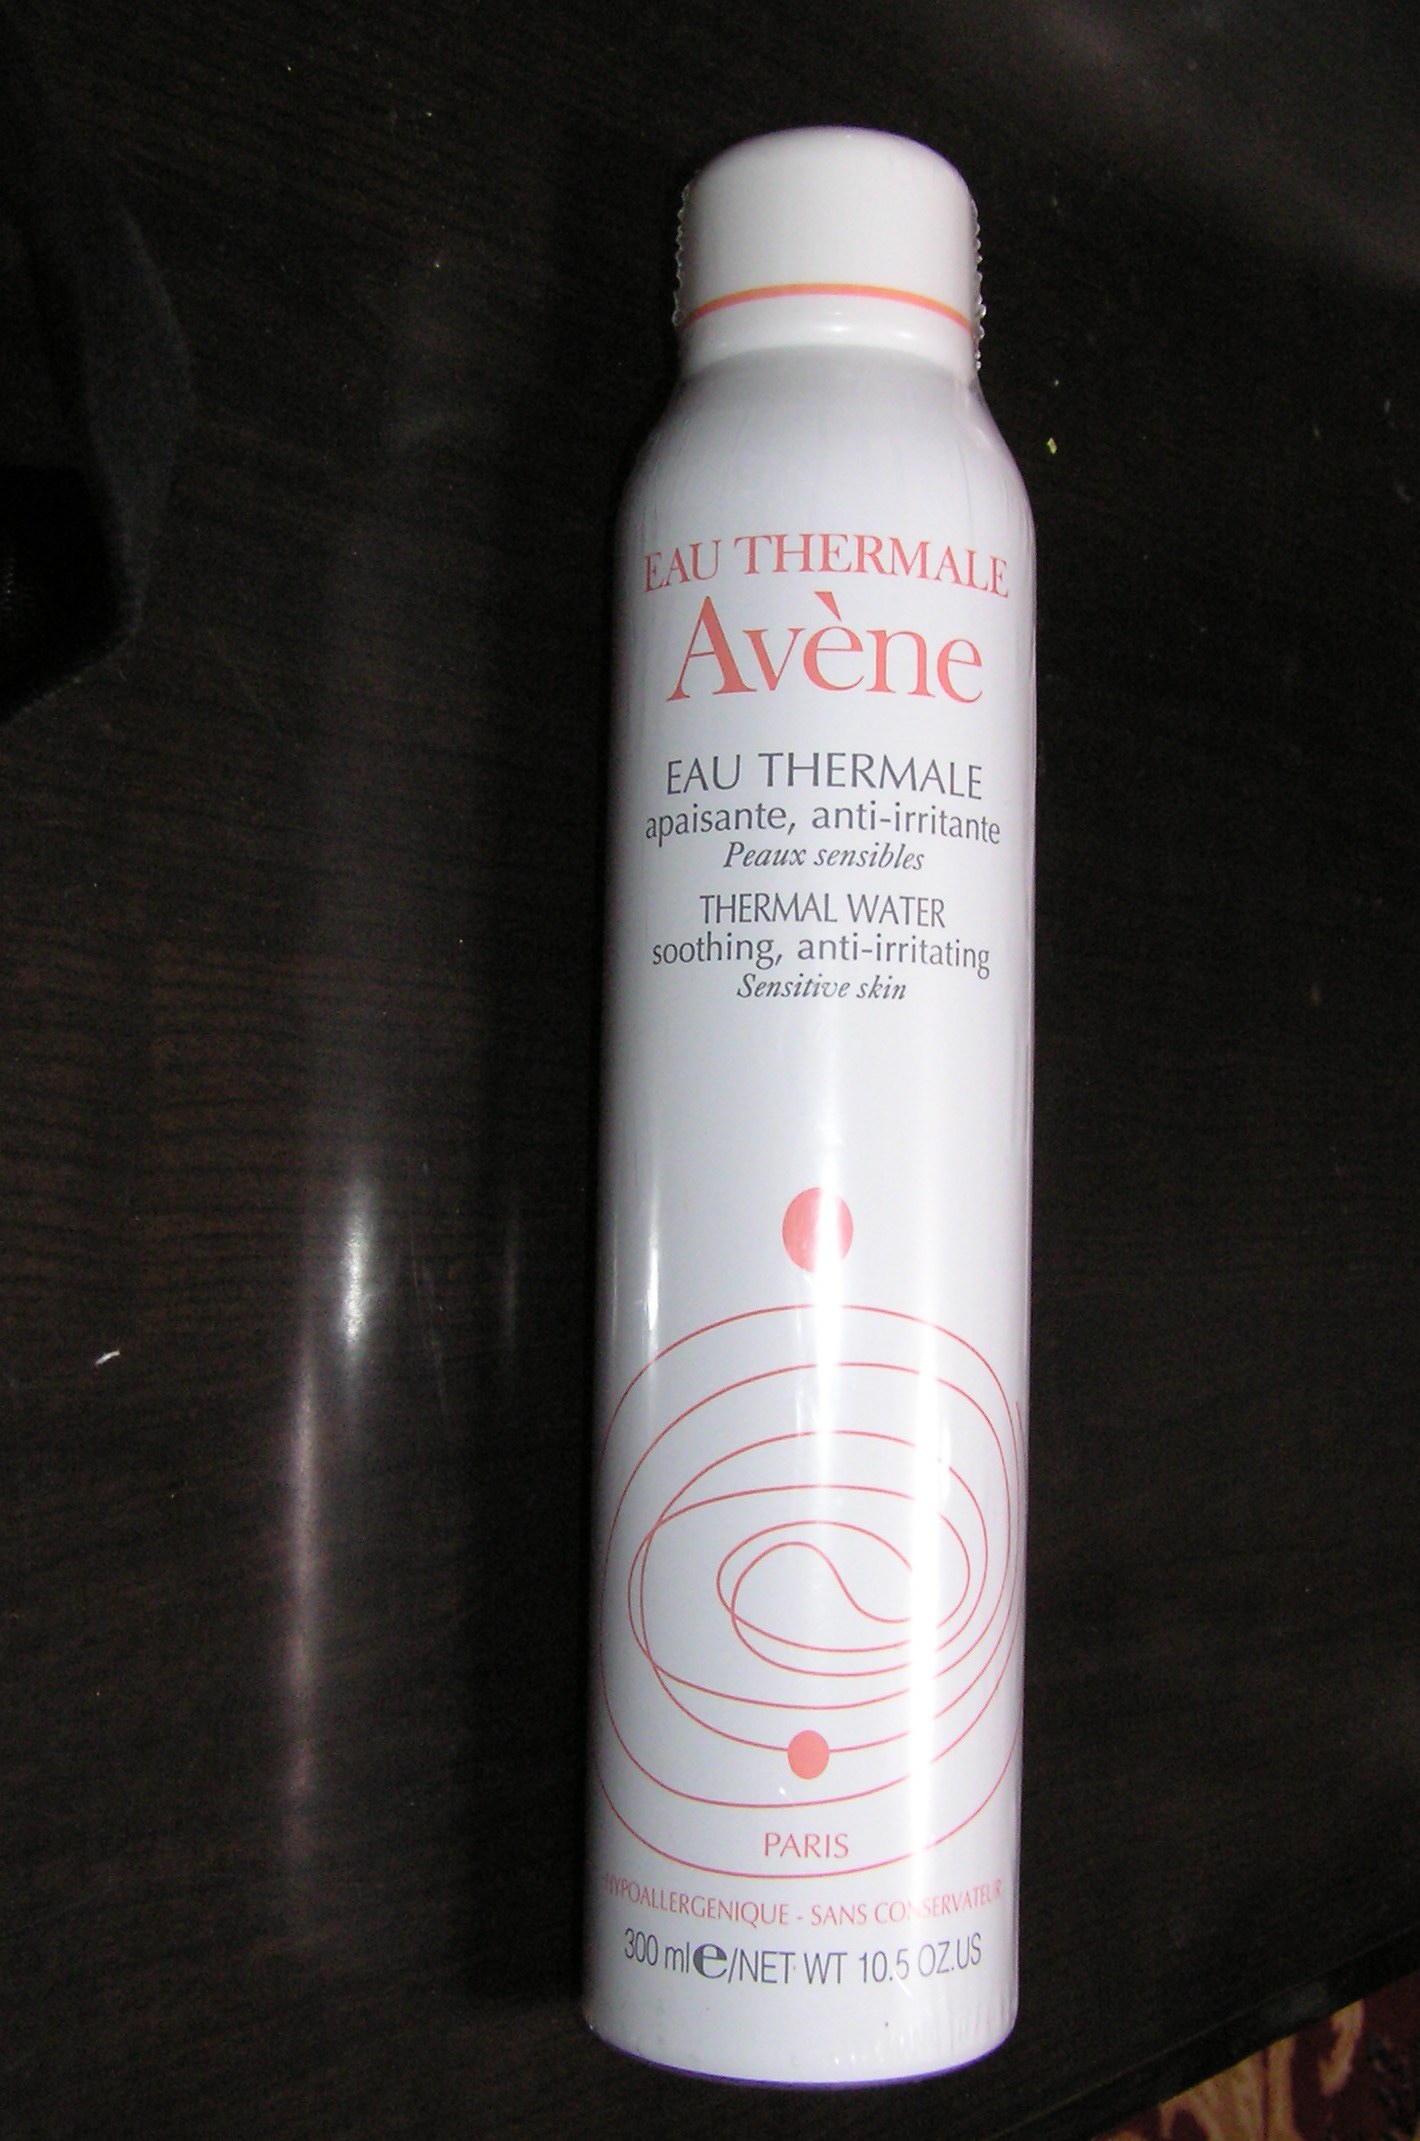 EAU THERMALE
Avène
EAU THERMALE
apaisante, anti-irritante
Peaux sensibles
THERMAL WATER
soothing, anti-irritating
Sensitive skin
PARIS
HYPOALLERGENIQUE - SANS CONSERVATEUR
300 ml e/NET WT 10.5 OZ.US